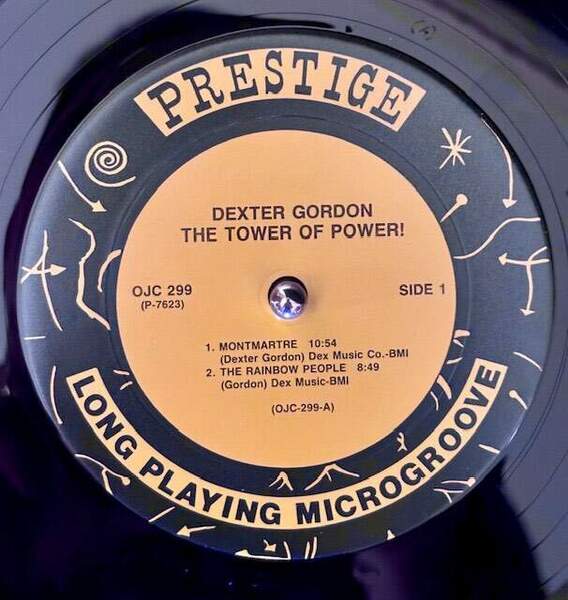 PRESTIGE
DEXTER GORDON
THE TOWER OF POWER!
OJC 299
(P-7623)
SIDE 1
1. MONTMARTRE 10:54
(Dexter Gordon) Dex Music Co.-BMI
2. THE RAINBOW PEOPLE 8:49
(Gordon) Dex Music-BMI
(OJC-299-A)
LONG PLAYING MICROGROOVE